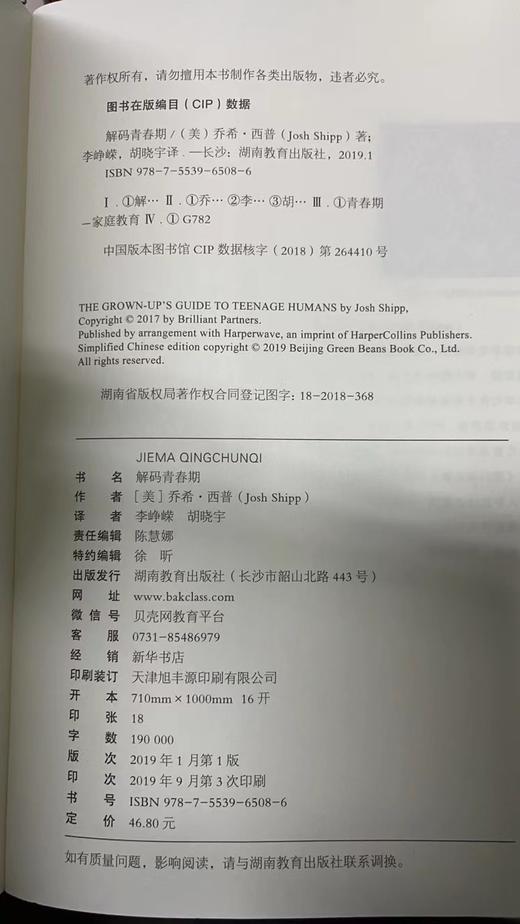 著作权所有，请勿擅用本书制作各类出版物，违者必究。
图书在版编目（CIP）数据
解码青春期 /（美）乔希·西普（Josh Shipp）著；
李峥嵘，胡晓宇译 . —长沙：湖南教育出版社，2019.1
ISBN 978-7-5539-6508-6
Ⅰ . ①解… Ⅱ . ①乔… ②李… ③胡… Ⅲ . ①青春期
—家庭教育 Ⅳ . ① G782
中国版本图书馆 CIP 数据核字（2018）第 264410 号
THE GROWN-UP'S GUIDE TO TEENAGE HUMANS by Josh Shipp,
Copyright © 2017 by Brilliant Partners.
Published by arrangement with Harperwave, an imprint of HarperCollins Publishers.
Simplified Chinese edition copyright © 2019 Beijing Green Beans Book Co., Ltd.
All rights reserved.
湖南省版权局著作权合同登记图字：18-2018-368
JIEMA QINGCHUNQI
书 名 解码青春期
作 者 ［美］乔希·西普（Josh Shipp）
译 者 李峥嵘 胡晓宇
责任编辑 陈慧娜
特约编辑 徐 昕
出版发行 湖南教育出版社（长沙市韶山北路 443 号）
网 址 www.bakclass.com
微 信 号 贝壳网教育平台
客 服 0731-85486979
经 销 新华书店
印刷装订 天津旭丰源印刷有限公司
开 本 710mm×1000mm 16 开
印 张 18
字 数 190 000
版 次 2019 年 1 月第 1 版
印 次 2019 年 9 月第 3 次印刷
书 号 ISBN 978-7-5539-6508-6
定 价 46.80 元
如有质量问题，影响阅读，请与湖南教育出版社联系调换。